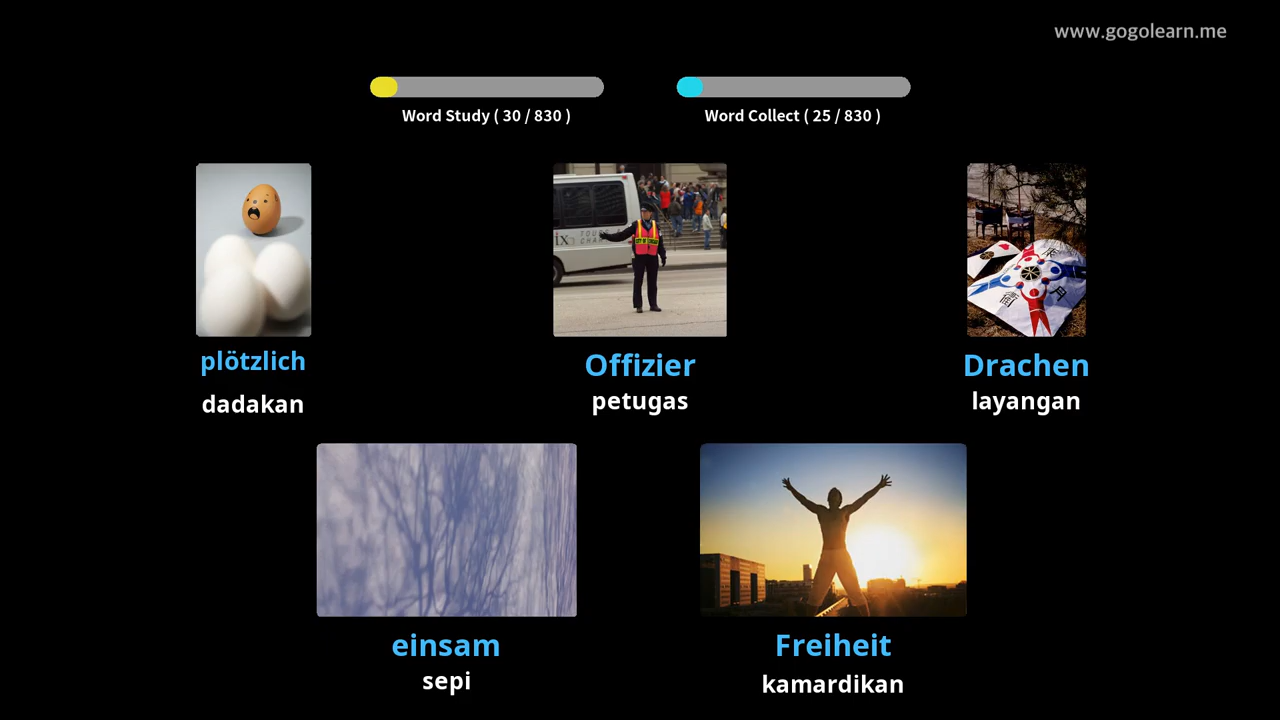 www.gogolearn.me
Word Study ( 30 / 830 )
Word Collect ( 25 / 830 )
plötzlich
dadakan
Offizier
petugas
Drachen
layangan
einsam
sepi
Freiheit
kamardikan